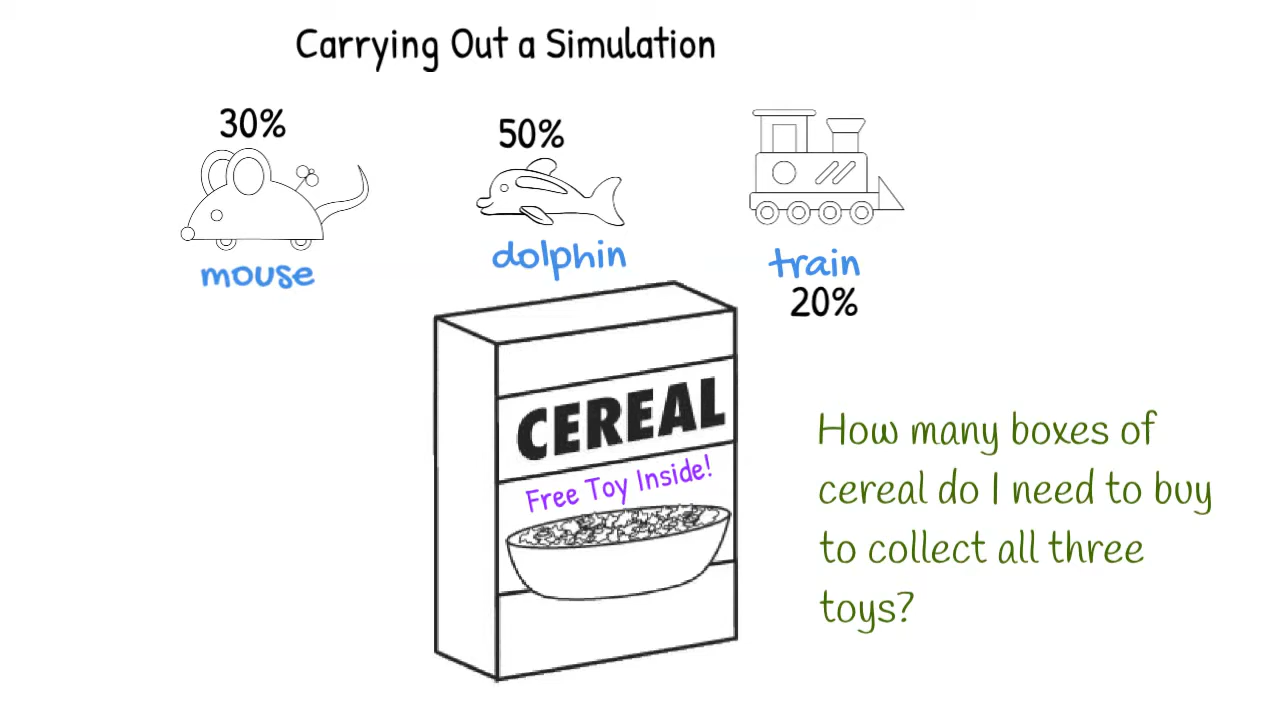 Carrying Out a Simulation
30%
50%
mouse
dolphin
train
20%
CEREAL
Free Toy Inside!
How many boxes of
cereal do I need to buy
to collect all three
toys?